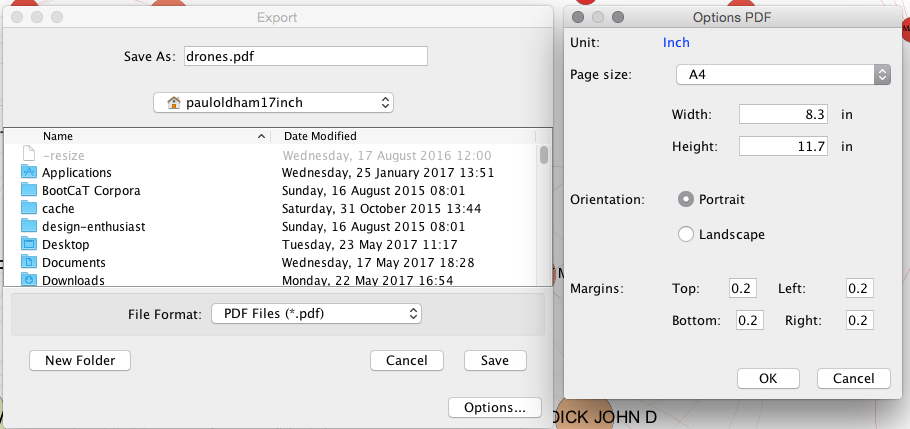 Export
Save As: drones.pdf
pauloldham17inch
Name Date Modified
-resize Wednesday, 17 August 2016 12:00
Applications Wednesday, 25 January 2017 13:51
BootCaT Corpora Sunday, 16 August 2015 08:01
cache Saturday, 31 October 2015 13:44
design-enthusiast Sunday, 16 August 2015 08:01
Desktop Tuesday, 23 May 2017 11:17
Documents Wednesday, 17 May 2017 18:28
Downloads Monday, 22 May 2017 16:54
File Format: PDF Files (*.pdf)
New Folder Cancel Save
Options...
Options PDF
Unit: Inch
Page size: A4
Width: 8.3 in
Height: 11.7 in
Orientation: Portrait
Landscape
Margins: Top: 0.2 Left: 0.2
Bottom: 0.2 Right: 0.2
OK Cancel
DICK JOHN D